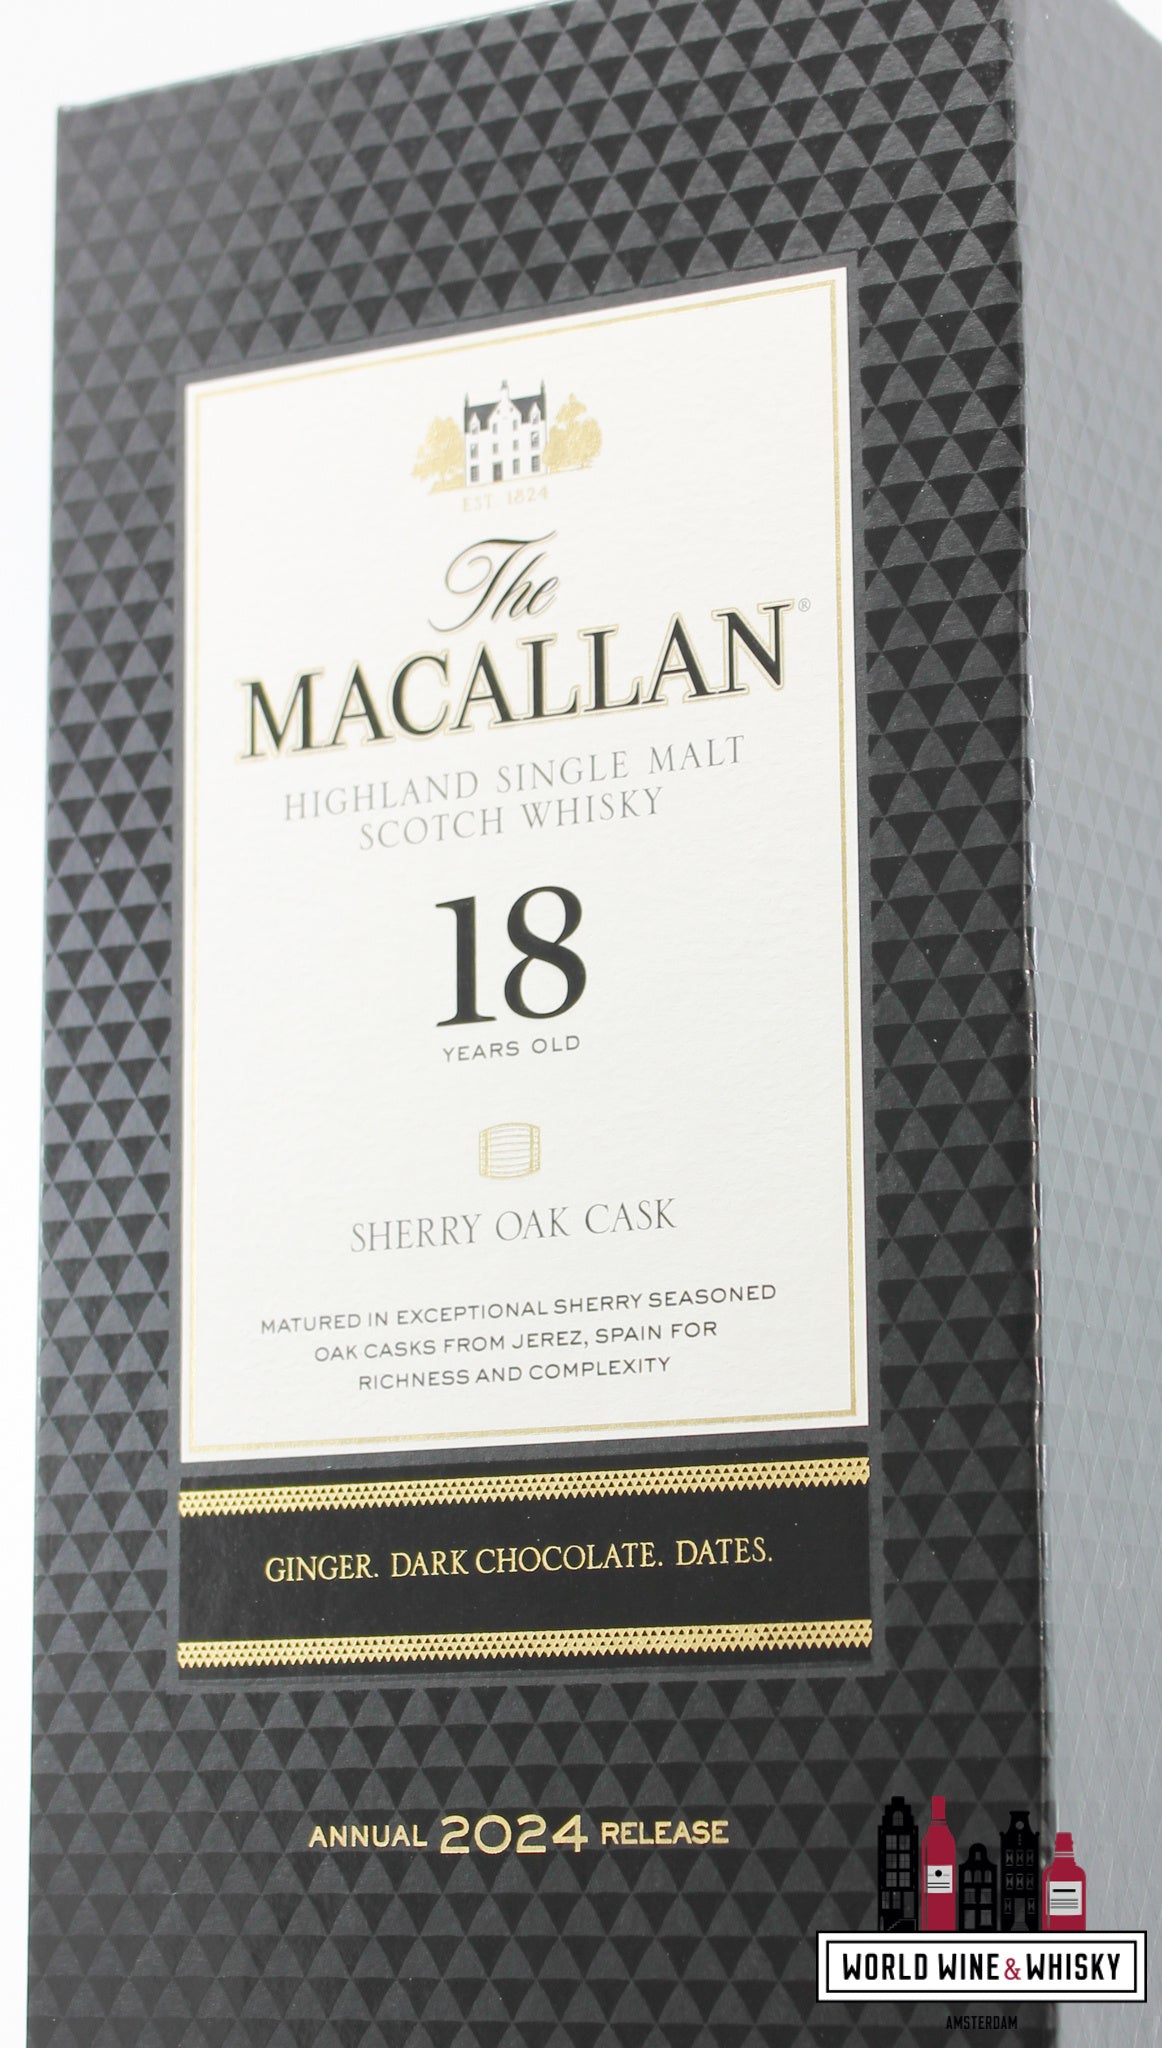 EST. 1824
The
MACALLAN®
HIGHLAND SINGLE MALT
SCOTCH WHISKY
18
YEARS OLD
SHERRY OAK CASK
MATURED IN EXCEPTIONAL SHERRY SEASONED
OAK CASKS FROM JEREZ, SPAIN FOR
RICHNESS AND COMPLEXITY
GINGER. DARK CHOCOLATE. DATES.
ANNUAL 2024 RELEASE
WORLD WINE & WHISKY
AMSTERDAM